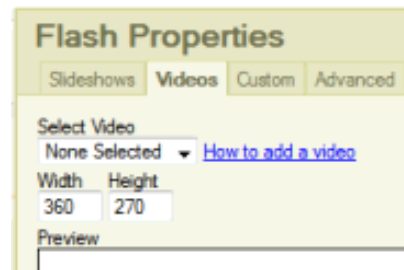 Flash Properties
Slideshows Videos Custom Advanced
Select Video
None Selected How to add a video
Width Height
360 270
Preview